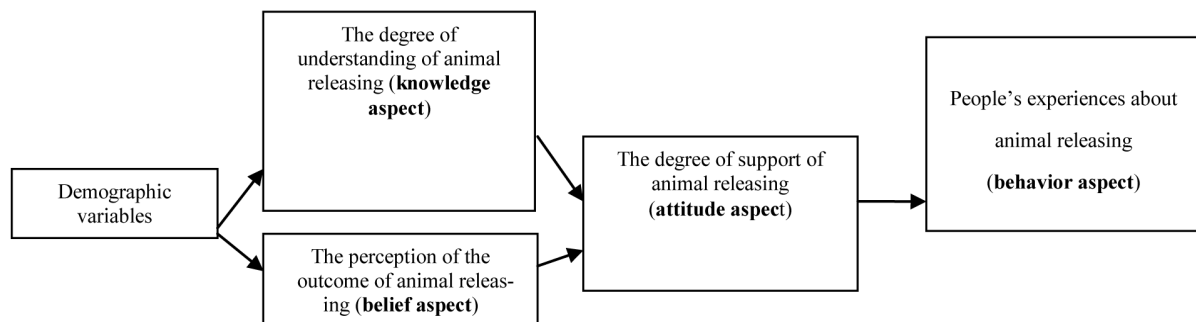 Demographic
variables
The degree of
understanding of animal
releasing (knowledge
aspect)
The perception of the
outcome of animal releas-
ing (belief aspect)
The degree of support of
animal releasing
(attitude aspect)
People’s experiences about
animal releasing
(behavior aspect)